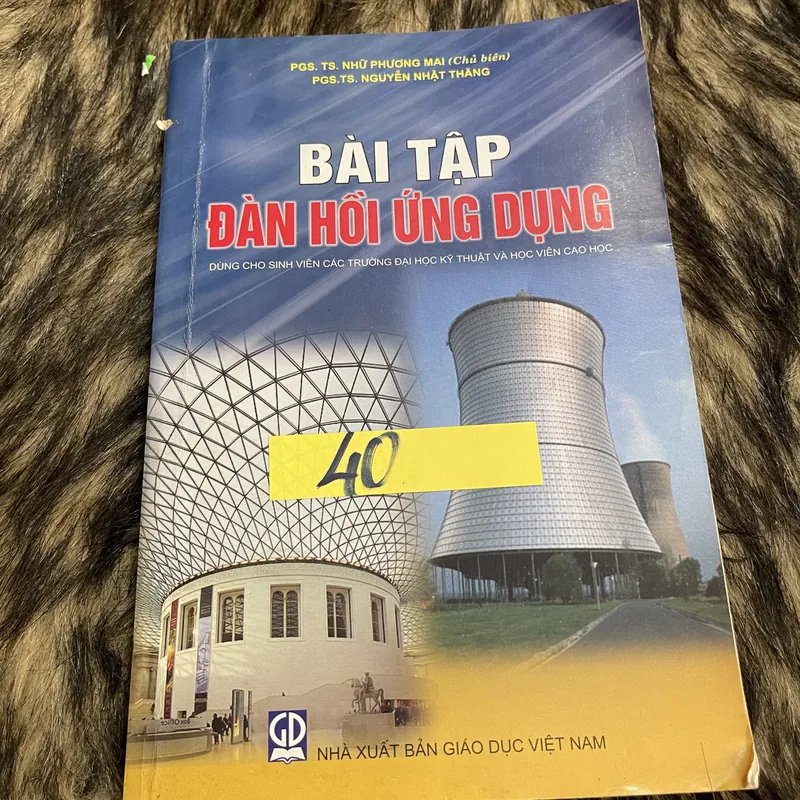 PGS. TS. NHỮ PHƯƠNG MAI (Chủ biên)
PGS.TS. NGUYỄN NHẬT THĂNG
BÀI TẬP
ĐÀN HỒI ỨNG DỤNG
DÙNG CHO SINH VIÊN CÁC TRƯỜNG ĐẠI HỌC KỸ THUẬT VÀ HỌC VIÊN CAO HỌC
40
Box Office
GD
NHÀ XUẤT BẢN GIÁO DỤC VIỆT NAM